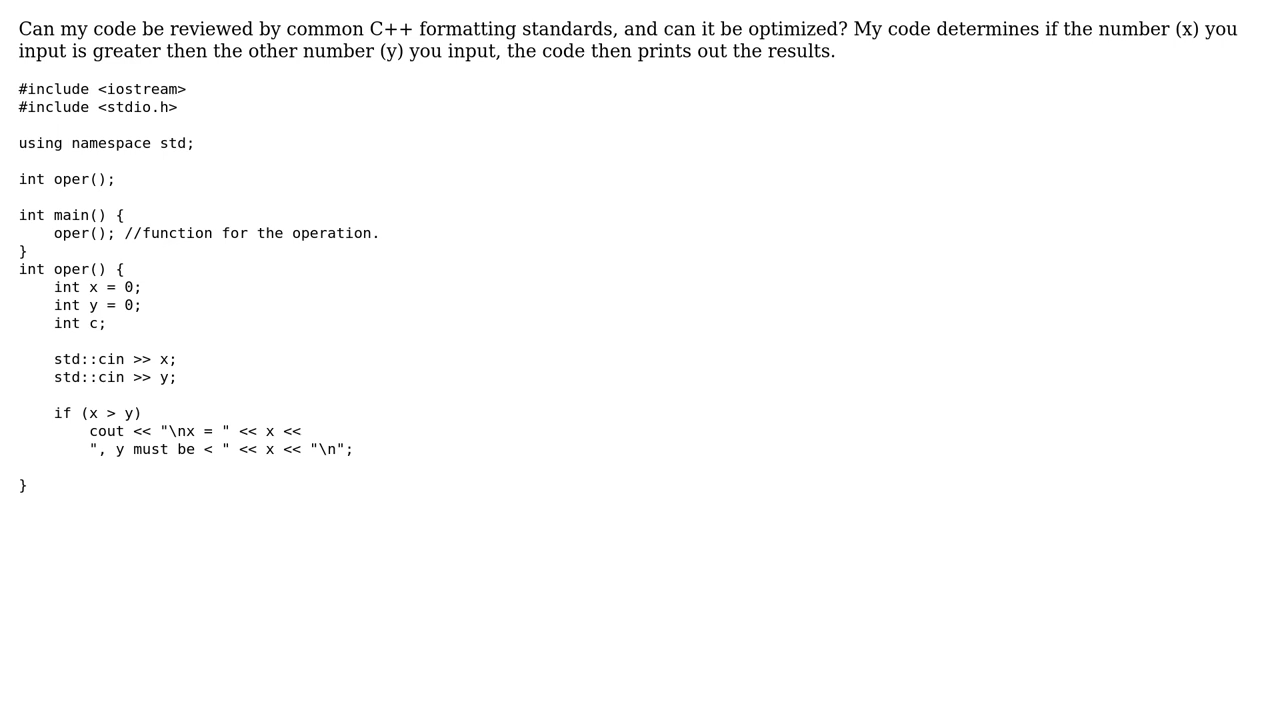 Can my code be reviewed by common C++ formatting standards, and can it be optimized? My code determines if the number (x) you
input is greater then the other number (y) you input, the code then prints out the results.
#include <iostream>
#include <stdio.h>
using namespace std;
int oper();
int main() {
    oper(); //function for the operation.
}
int oper() {
    int x = 0;
    int y = 0;
    int c;
    std::cin >> x;
    std::cin >> y;
    if (x > y)
        cout << "\nx = " << x <<
        ", y must be < " << x << "\n";
}